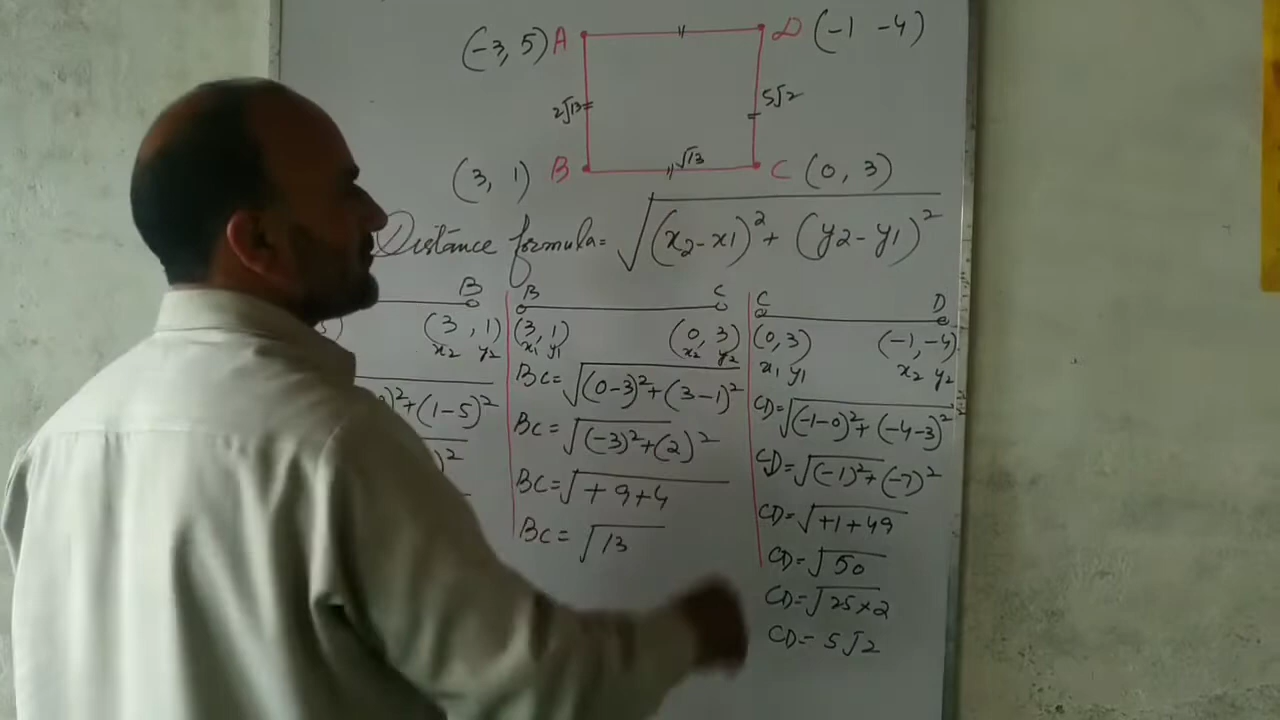 (-3, 5) A D (-1 -4)
2√13 5√2
√13
(3, 1) B C (0, 3)
Distance formula = √(x2-x1)² + (y2-y1)²
B
(3, 1)
x2 y2
+(1-5)²
)²
B C
(3, 1) (0, 3)
x1 y1 x2 y2
BC = √(0-3)² + (3-1)²
BC = √(-3)² + (2)²
BC = √+9+4
BC = √13
C D
(0, 3) (-1, -4)
x1 y1 x2 y2
CD = √(-1-0)² + (-4-3)²
CD = √(-1)² + (-7)²
CD = √+1+49
CD = √50
CD = √25×2
CD = 5√2